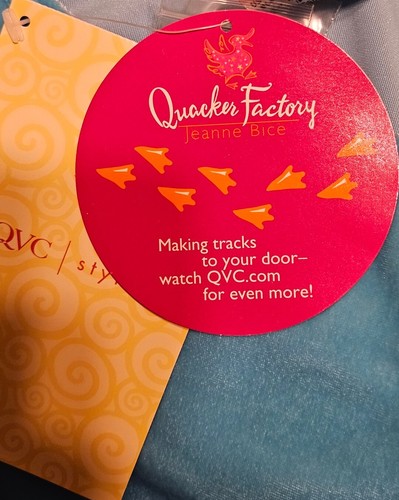 Quacker Factory
Jeanne Bice
Making tracks
to your door–
watch QVC.com
for even more!
QVC | sty